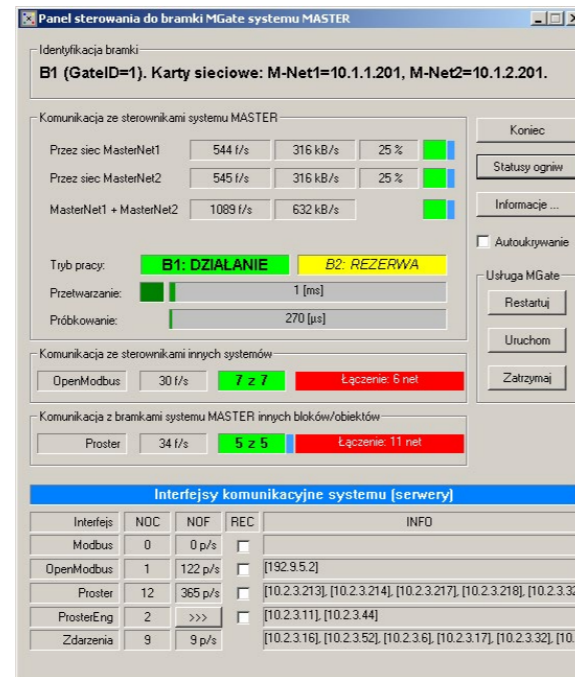 Panel sterowania do bramki MGate systemu MASTER
Identyfikacja bramki
B1 (GateID=1). Karty sieciowe: M-Net1=10.1.1.201, M-Net2=10.1.2.201.
Komunikacja ze sterownikami systemu MASTER
Przez siec MasterNet1 544 f/s 316 kB/s 25 %
Przez siec MasterNet2 545 f/s 316 kB/s 25 %
MasterNet1 + MasterNet2 1089 f/s 632 kB/s
Tryb pracy: B1: DZIAŁANIE B2: REZERWA
Przetwarzanie: 1 [ms]
Próbkowanie: 270 [µs]
Koniec
Statusy ogniw
Informacje ...
Autoukrywanie
Usługa MGate
Restartuj
Uruchom
Zatrzymaj
Komunikacja ze sterownikami innych systemów
OpenModbus 30 f/s 7 z 7 Łączenie: 6 net
Komunikacja z bramkami systemu MASTER innych bloków/obiektów
Proster 34 f/s 5 z 5 Łączenie: 11 net
Interfejsy komunikacyjne systemu (serwery)
Interfejs NOC NOF REC INFO
Modbus 0 0 p/s
OpenModbus 1 122 p/s [192.9.5.2]
Proster 12 365 p/s [10.2.3.213], [10.2.3.214], [10.2.3.217], [10.2.3.218], [10.2.3.32
ProsterEng 2 >>> [10.2.3.11], [10.2.3.44]
Zdarzenia 9 9 p/s [10.2.3.16], [10.2.3.52], [10.2.3.6], [10.2.3.17], [10.2.3.32], [10.